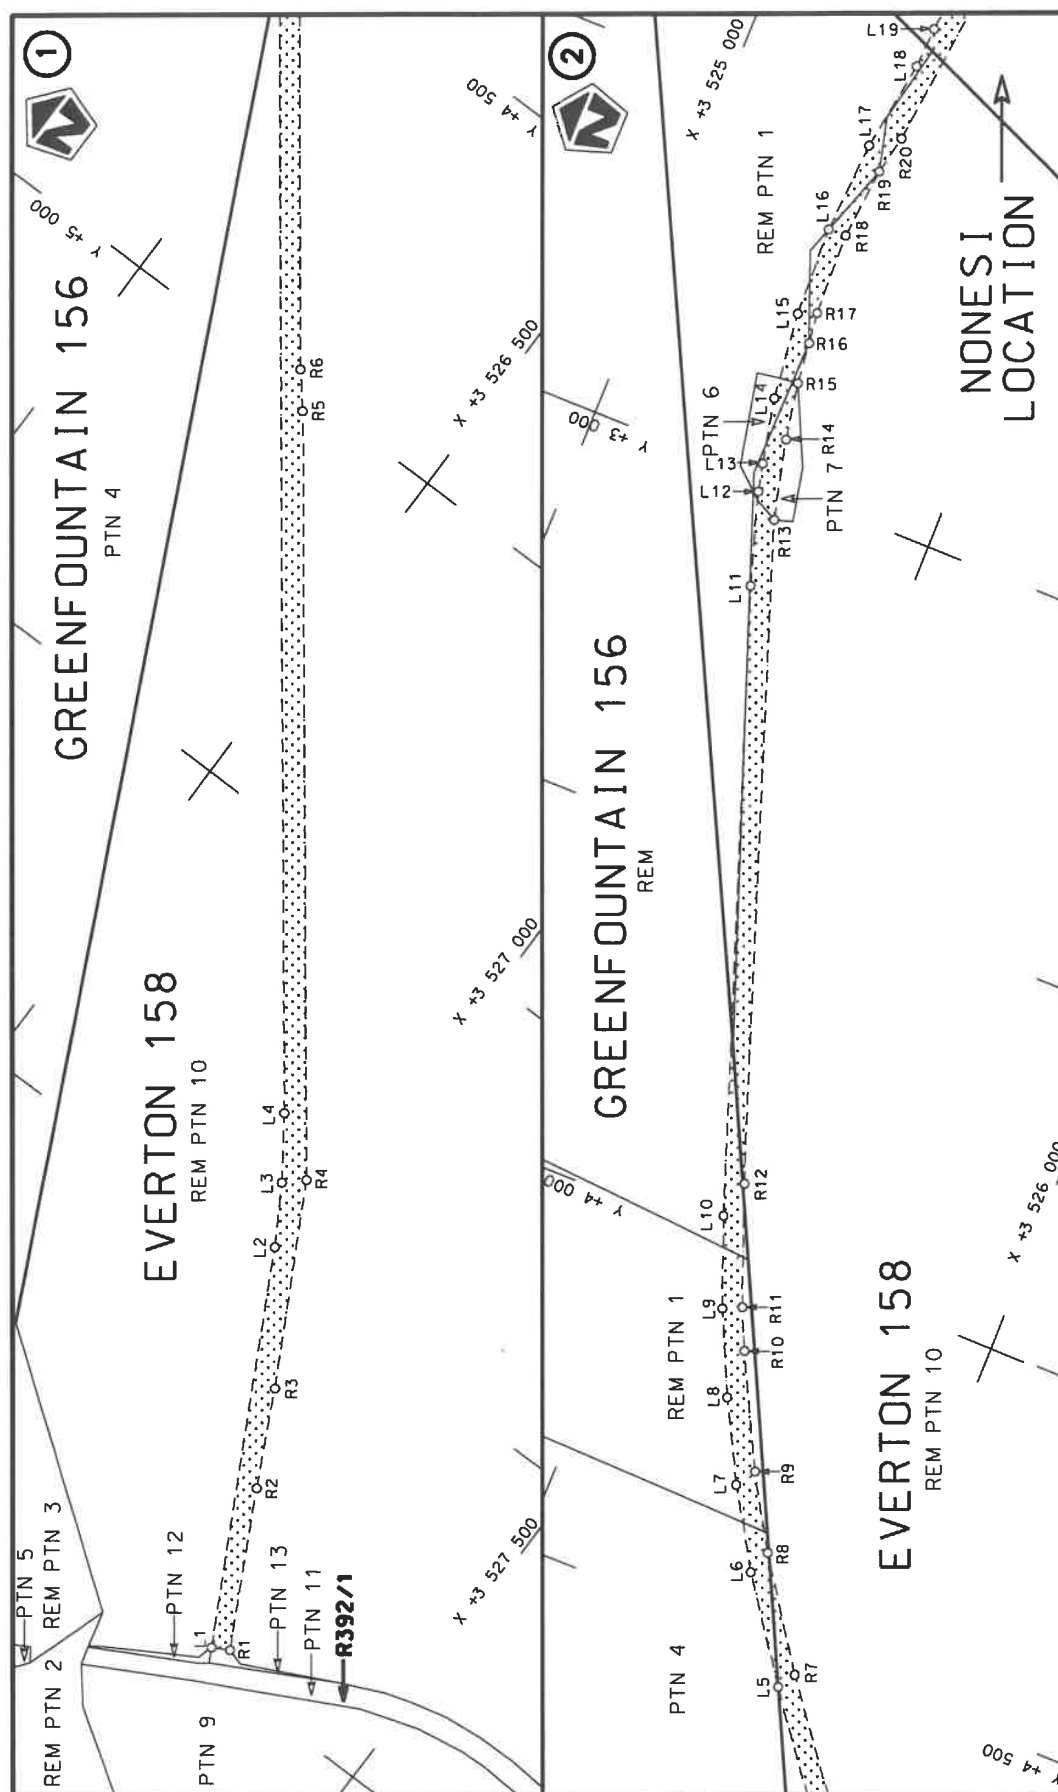 1
N
GREENFOUNTAIN 156
PTN 4
EVERTON 158
REM PTN 10
PTN 5
REM PTN 3
REM PTN 2
PTN 12
PTN 13
PTN 11
R392/1
PTN 9
Y +5 000
Y +4 500
X +3 526 500
X +3 527 000
X +3 527 500
L1
R1
R2
R3
L2
L3
R4
L4
R5
R6
2
N
GREENFOUNTAIN 156
REM
EVERTON 158
REM PTN 10
NONESI
LOCATION
REM PTN 1
PTN 6
PTN 7
REM PTN 1
PTN 4
X +3 525 000
Y +3 000
Y +4 000
X +3 526 000
Y +4 500
L5
R7
L6
R8
L7
R9
L8
R10
L9
R11
L10
R12
L11
L12
R13
L13
R14
L14
R15
R16
L15
R17
L16
R18
L17
R19
R20
L18
L19